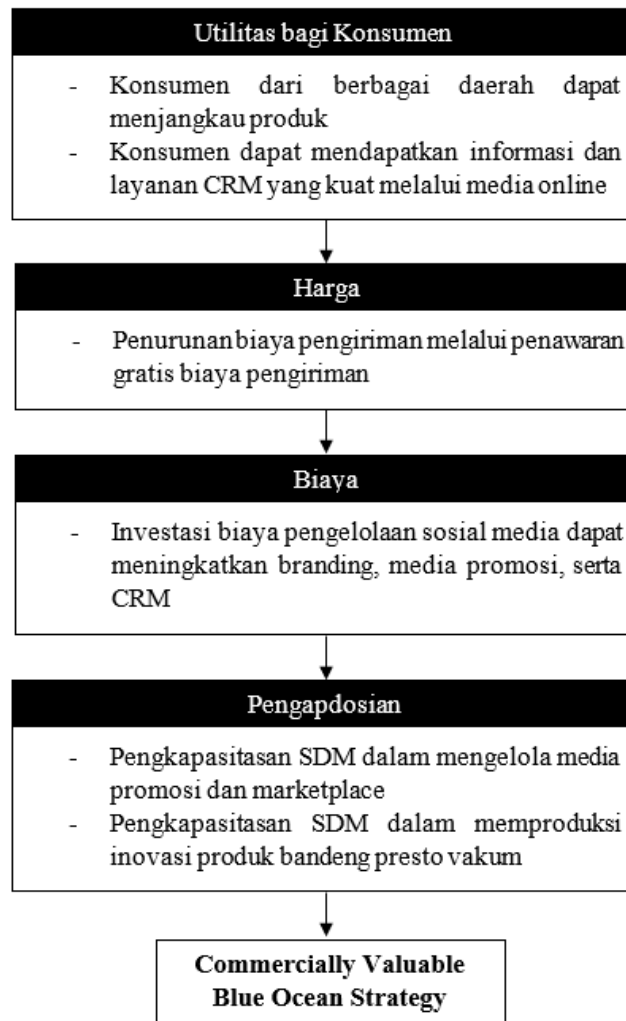 Utilitas bagi Konsumen
- Konsumen dari berbagai daerah dapat
menjangkau produk
- Konsumen dapat mendapatkan informasi dan
layanan CRM yang kuat melalui media online
Harga
- Penurunan biaya pengiriman melalui penawaran
gratis biaya pengiriman
Biaya
- Investasi biaya pengelolaan sosial media dapat
meningkatkan branding, media promosi, serta
CRM
Pengapdosian
- Pengkapasitasan SDM dalam mengelola media
promosi dan marketplace
- Pengkapasitasan SDM dalam memproduksi
inovasi produk bandeng presto vakum
Commercially Valuable
Blue Ocean Strategy